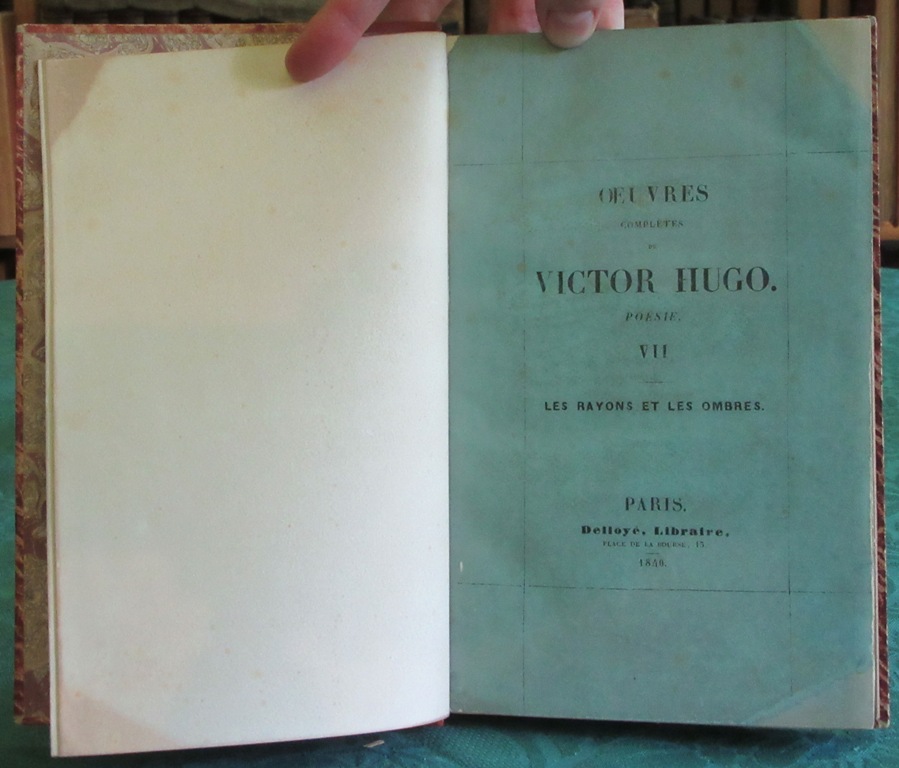 OEUVRES
COMPLÈTES
DE
VICTOR HUGO.
POÉSIE.
VII
LES RAYONS ET LES OMBRES.
PARIS.
Delloye, Libraire,
PLACE DE LA BOURSE, 13.
1840.